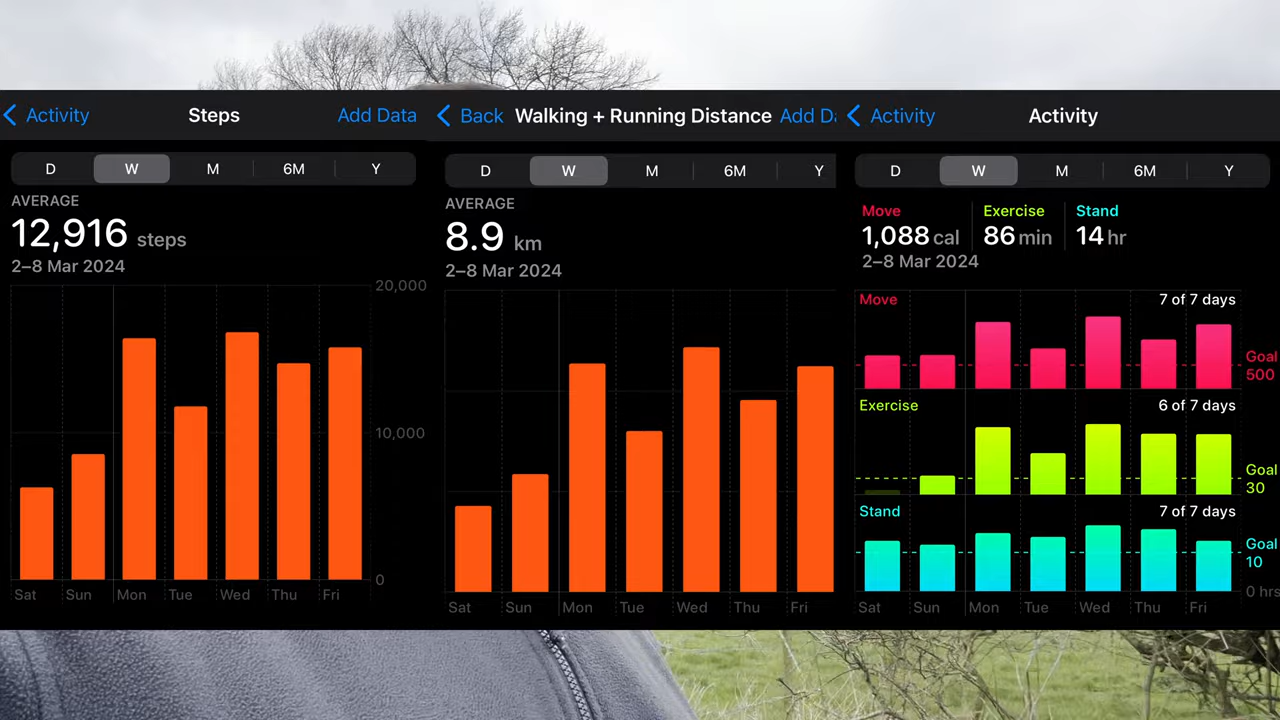 Activity
Steps
Add Data
D
W
M
6M
Y
AVERAGE
12,916 steps
2–8 Mar 2024
20,000
10,000
0
Sat
Sun
Mon
Tue
Wed
Thu
Fri
Back
Walking + Running Distance
Add Da
D
W
M
6M
Y
AVERAGE
8.9 km
2–8 Mar 2024
Sat
Sun
Mon
Tue
Wed
Thu
Fri
Activity
Activity
D
W
M
6M
Y
Move
Exercise
Stand
1,088 cal
86 min
14 hr
2–8 Mar 2024
Move
7 of 7 days
Goal
500
Exercise
6 of 7 days
Goal
30
Stand
7 of 7 days
Goal
10
0 hrs
Sat
Sun
Mon
Tue
Wed
Thu
Fri